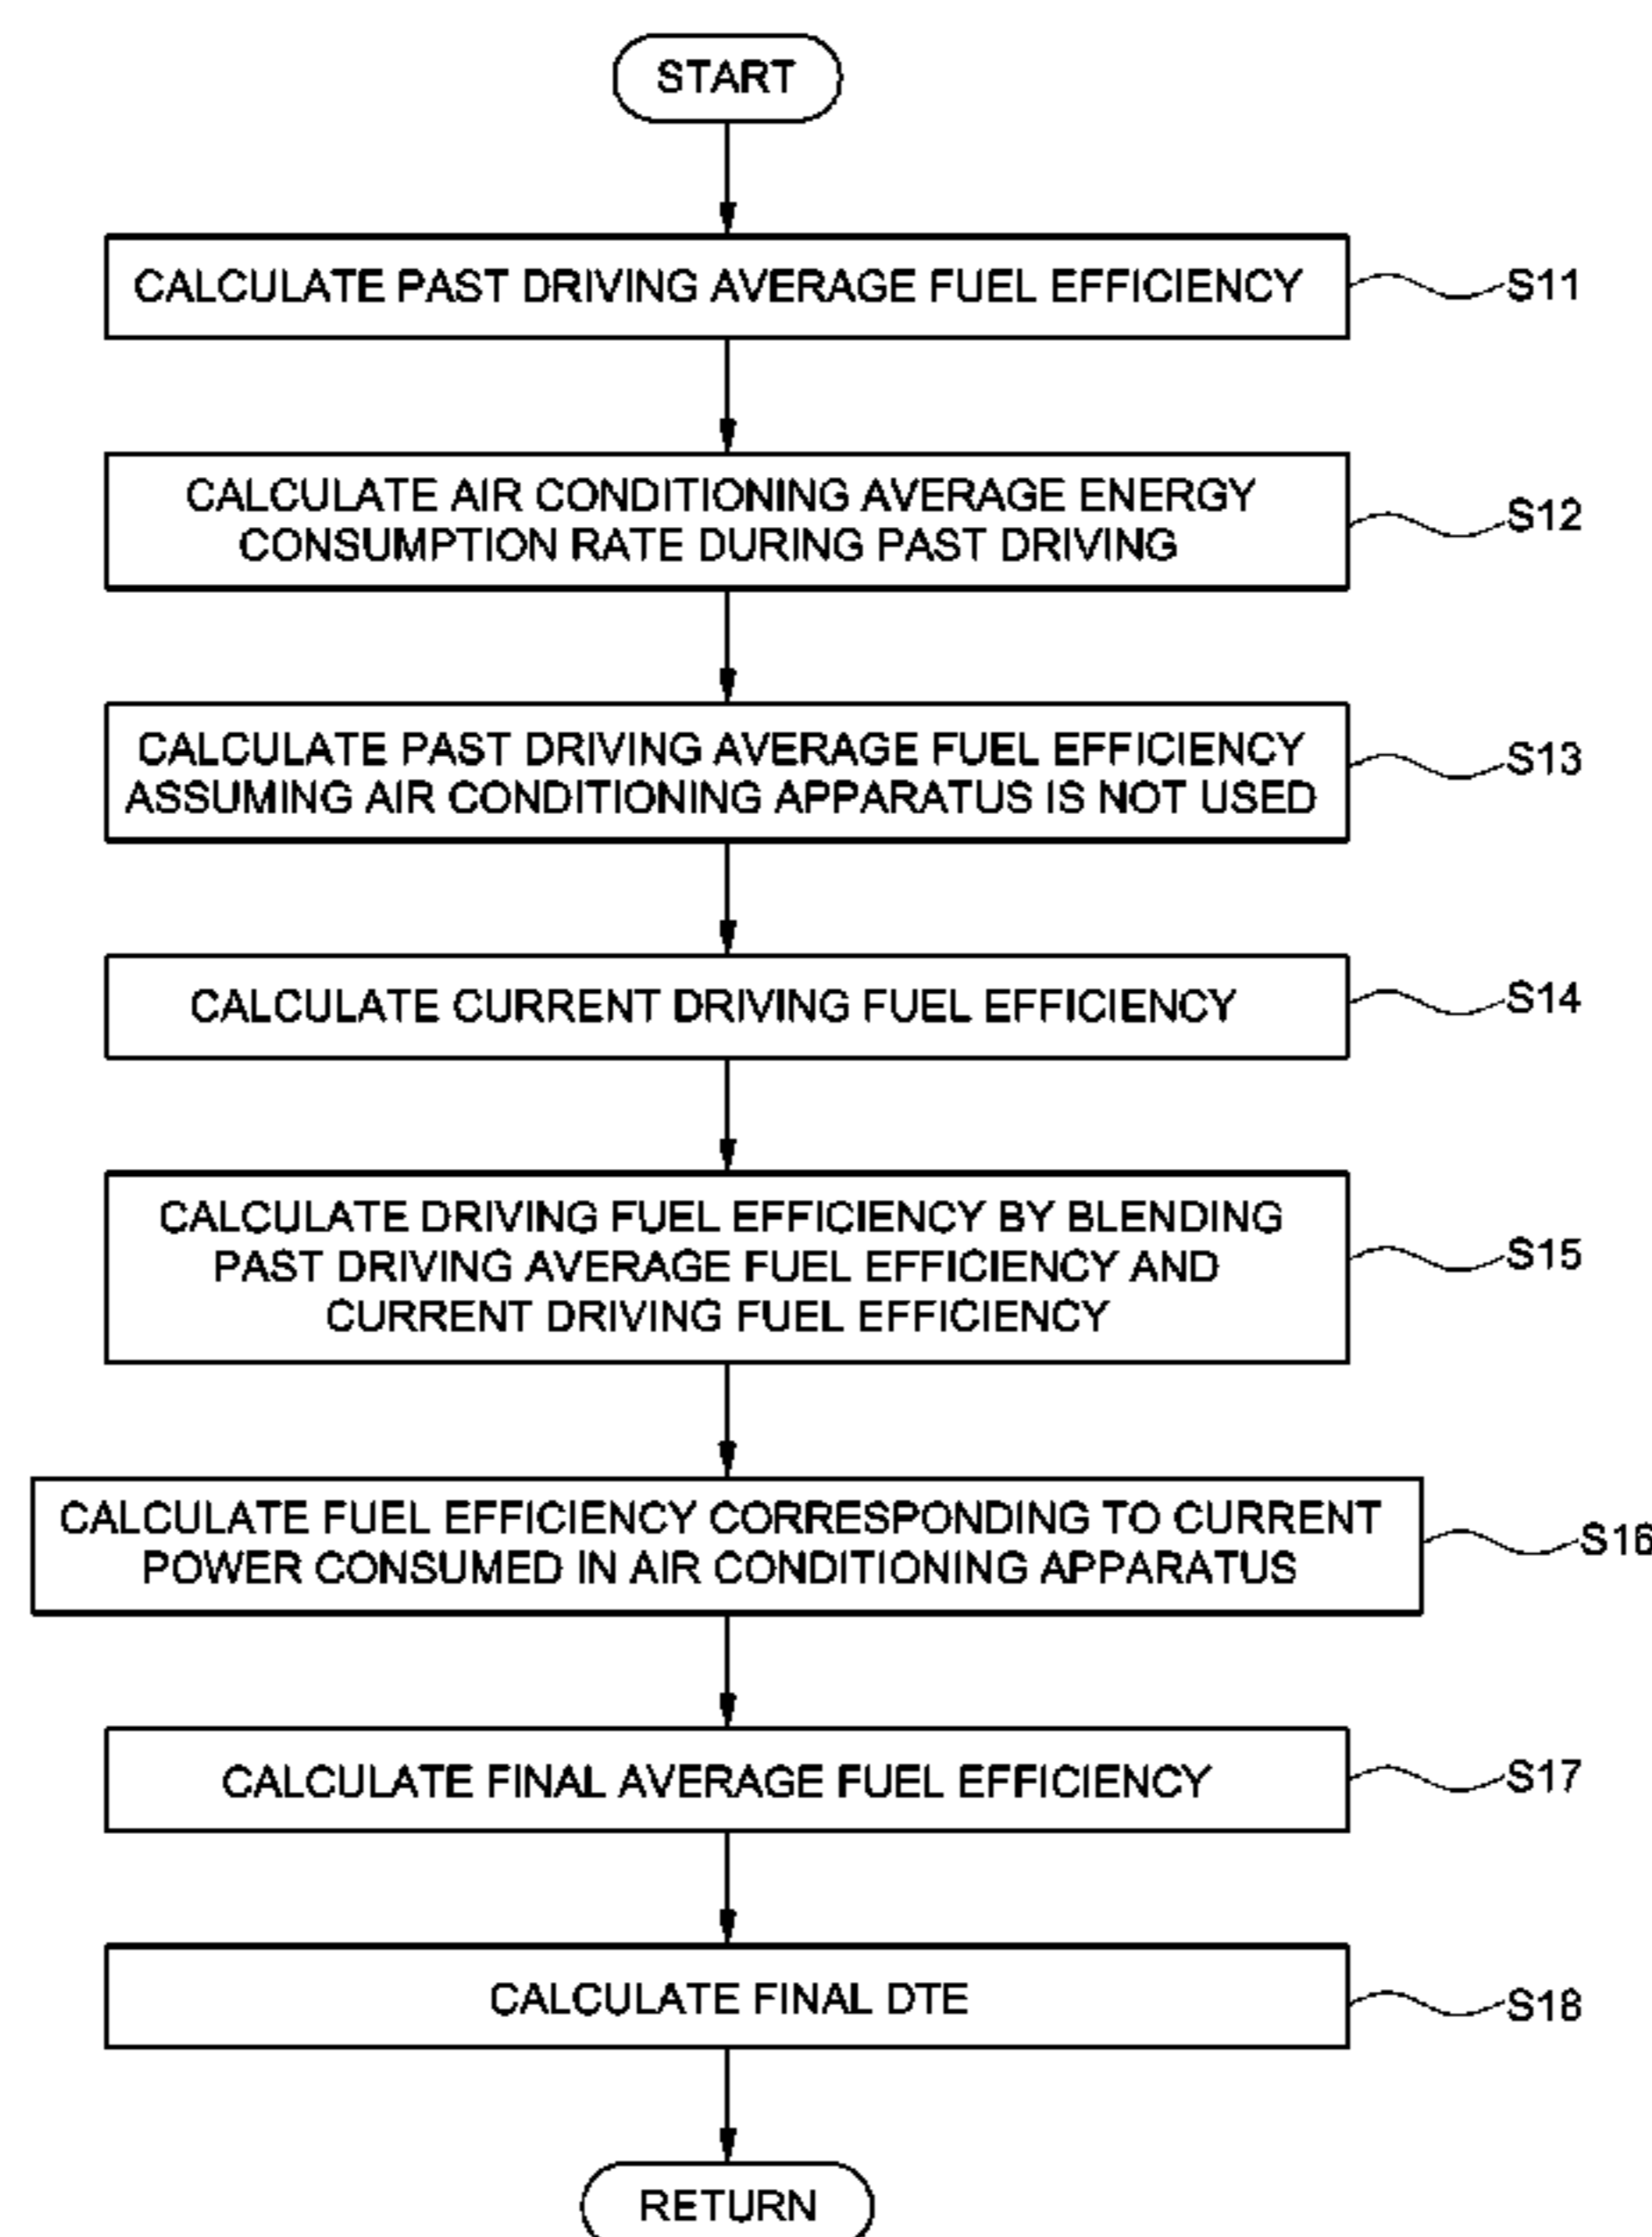 START
CALCULATE PAST DRIVING AVERAGE FUEL EFFICIENCY
S11
CALCULATE AIR CONDITIONING AVERAGE ENERGY
CONSUMPTION RATE DURING PAST DRIVING
S12
CALCULATE PAST DRIVING AVERAGE FUEL EFFICIENCY
ASSUMING AIR CONDITIONING APPARATUS IS NOT USED
S13
CALCULATE CURRENT DRIVING FUEL EFFICIENCY
S14
CALCULATE DRIVING FUEL EFFICIENCY BY BLENDING
PAST DRIVING AVERAGE FUEL EFFICIENCY AND
CURRENT DRIVING FUEL EFFICIENCY
S15
CALCULATE FUEL EFFICIENCY CORRESPONDING TO CURRENT
POWER CONSUMED IN AIR CONDITIONING APPARATUS
S16
CALCULATE FINAL AVERAGE FUEL EFFICIENCY
S17
CALCULATE FINAL DTE
S18
RETURN